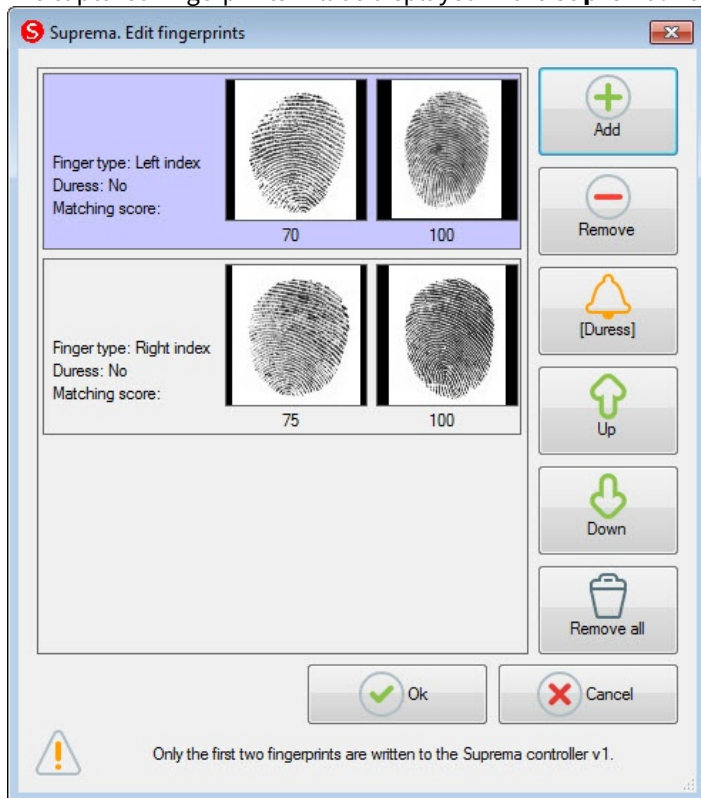 Suprema. Edit fingerprints
Finger type: Left index
Duress: No
Matching score:
70 100
Finger type: Right index
Duress: No
Matching score:
75 100
Add
Remove
[Duress]
Up
Down
Remove all
Ok Cancel
Only the first two fingerprints are written to the Suprema controller v1.